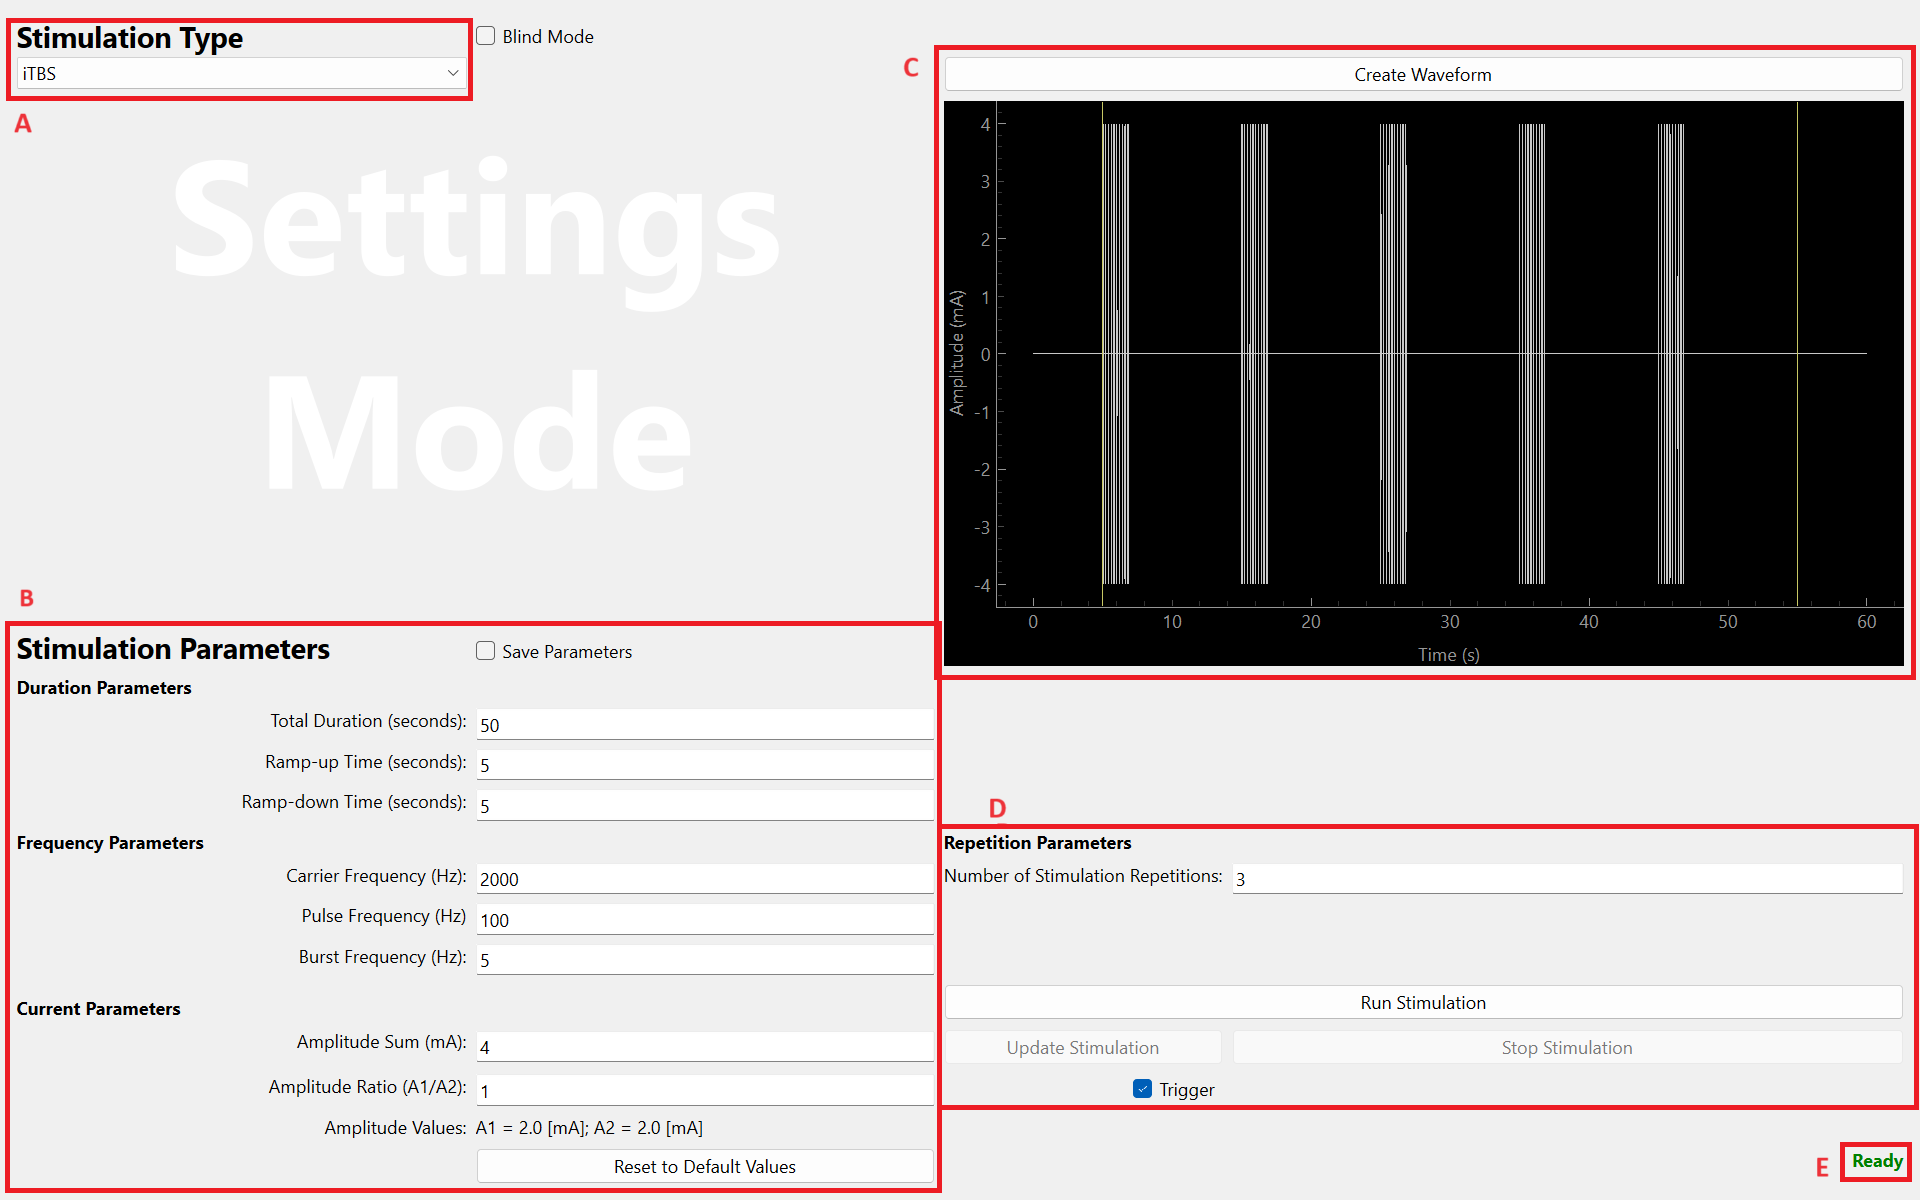 Stimulation Type
Blind Mode
iTBS
A
Settings
Mode
C
Create Waveform
4
3
2
1
0
-1
-2
-3
-4
Amplitude (mA)
0 10 20 30 40 50 60
Time (s)
B
Stimulation Parameters
Save Parameters
Duration Parameters
Total Duration (seconds): 50
Ramp-up Time (seconds): 5
Ramp-down Time (seconds): 5
Frequency Parameters
Carrier Frequency (Hz): 2000
Pulse Frequency (Hz) 100
Burst Frequency (Hz): 5
Current Parameters
Amplitude Sum (mA): 4
Amplitude Ratio (A1/A2): 1
Amplitude Values: A1 = 2.0 [mA]; A2 = 2.0 [mA]
Reset to Default Values
D
Repetition Parameters
Number of Stimulation Repetitions: 3
Run Stimulation
Update Stimulation
Stop Stimulation
Trigger
E
Ready